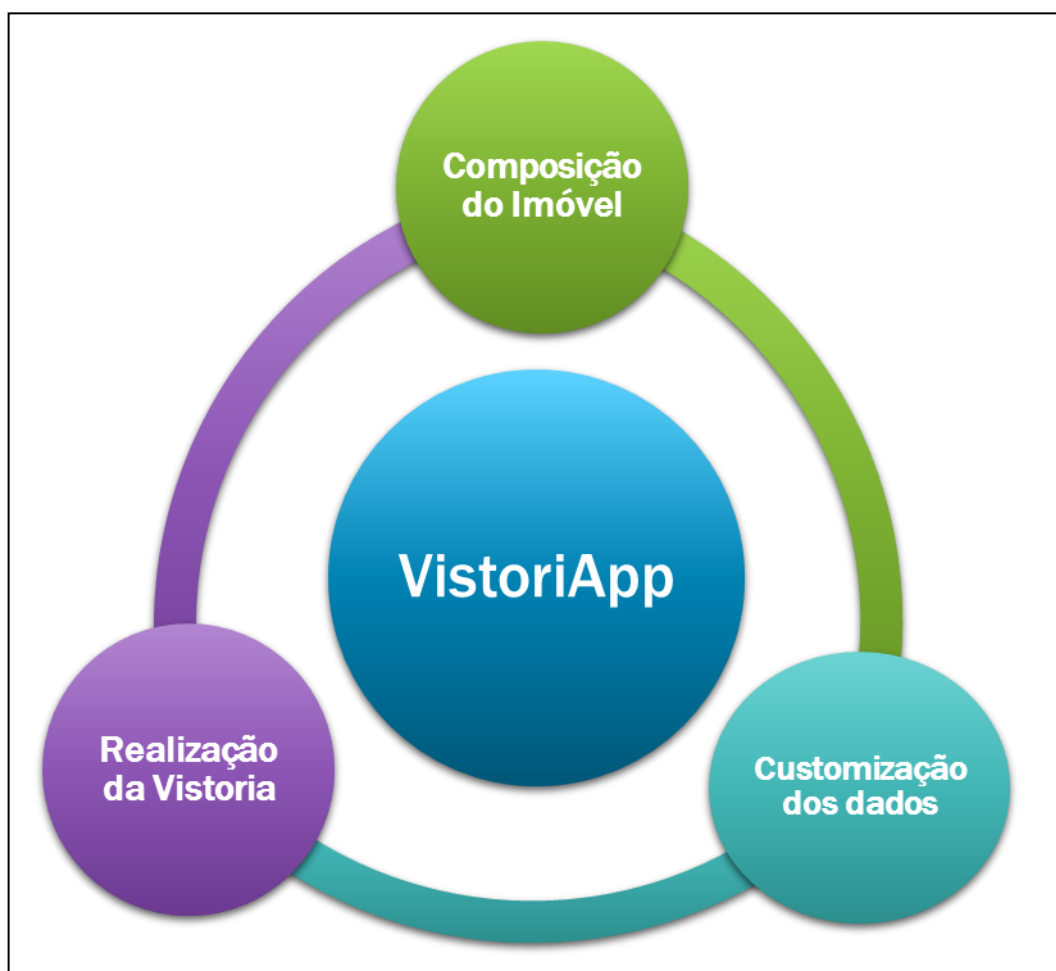 Composição
do Imóvel
VistoriApp
Realização
da Vistoria
Customização
dos dados